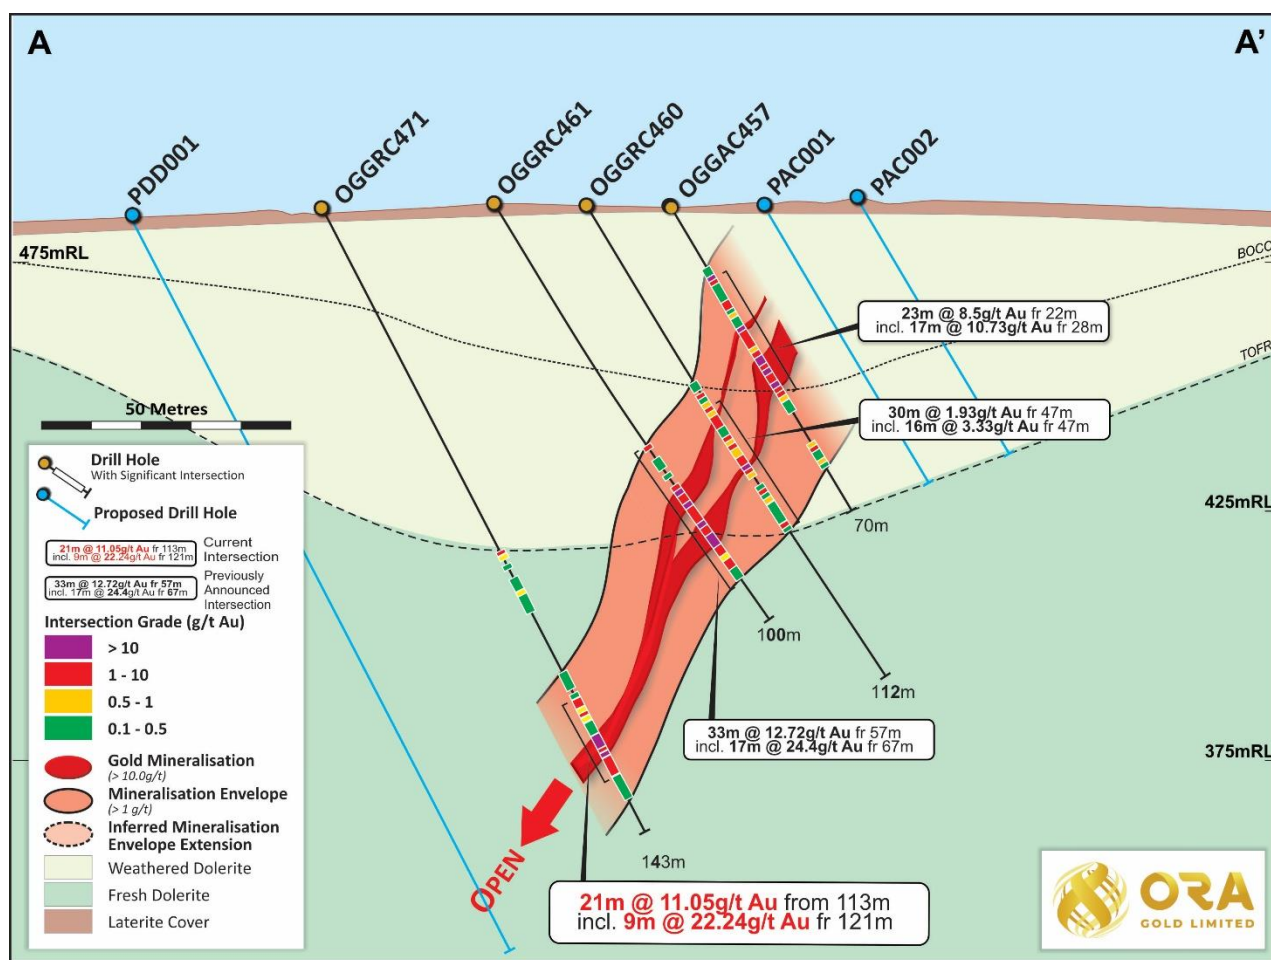 A
A’
PDD001
OGGRC471
OGGRC461
OGGRC460
OGGAC457
PAC001
PAC002
475mRL
BOCO
23m @ 8.5g/t Au fr 22m
incl. 17m @ 10.73g/t Au fr 28m
TOFR
50 Metres
30m @ 1.93g/t Au fr 47m
incl. 16m @ 3.33g/t Au fr 47m
Drill Hole
With Significant Intersection
Proposed Drill Hole
425mRL
70m
21m @ 11.05g/t Au fr 113m
incl. 9m @ 22.24g/t Au fr 121m
Current
Intersection
33m @ 12.72g/t Au fr 57m
incl. 17m @ 24.4g/t Au fr 67m
Previously
Announced
Intersection
Intersection Grade (g/t Au)
> 10
1 - 10
0.5 - 1
0.1 - 0.5
100m
112m
33m @ 12.72g/t Au fr 57m
incl. 17m @ 24.4g/t Au fr 67m
375mRL
Gold Mineralisation
(> 10.0g/t)
Mineralisation Envelope
(> 1 g/t)
Inferred Mineralisation
Envelope Extension
Weathered Dolerite
Fresh Dolerite
Laterite Cover
143m
OPEN
21m @ 11.05g/t Au from 113m
incl. 9m @ 22.24g/t Au fr 121m
ORA
GOLD LIMITED